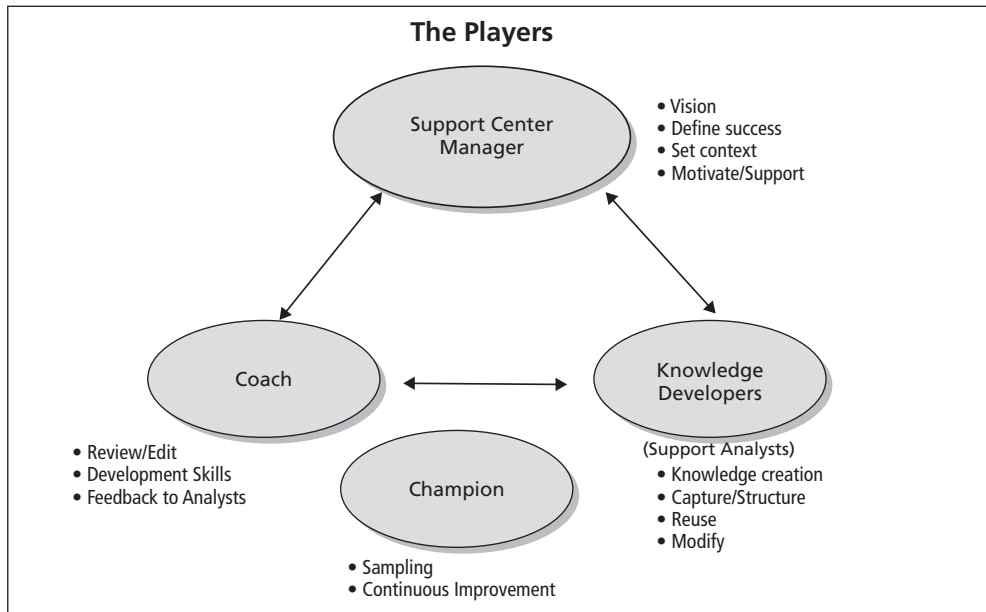 The Players
Support Center
Manager
• Vision
• Define success
• Set context
• Motivate/Support
Coach
• Review/Edit
• Development Skills
• Feedback to Analysts
Knowledge
Developers
(Support Analysts)
• Knowledge creation
• Capture/Structure
• Reuse
• Modify
Champion
• Sampling
• Continuous Improvement